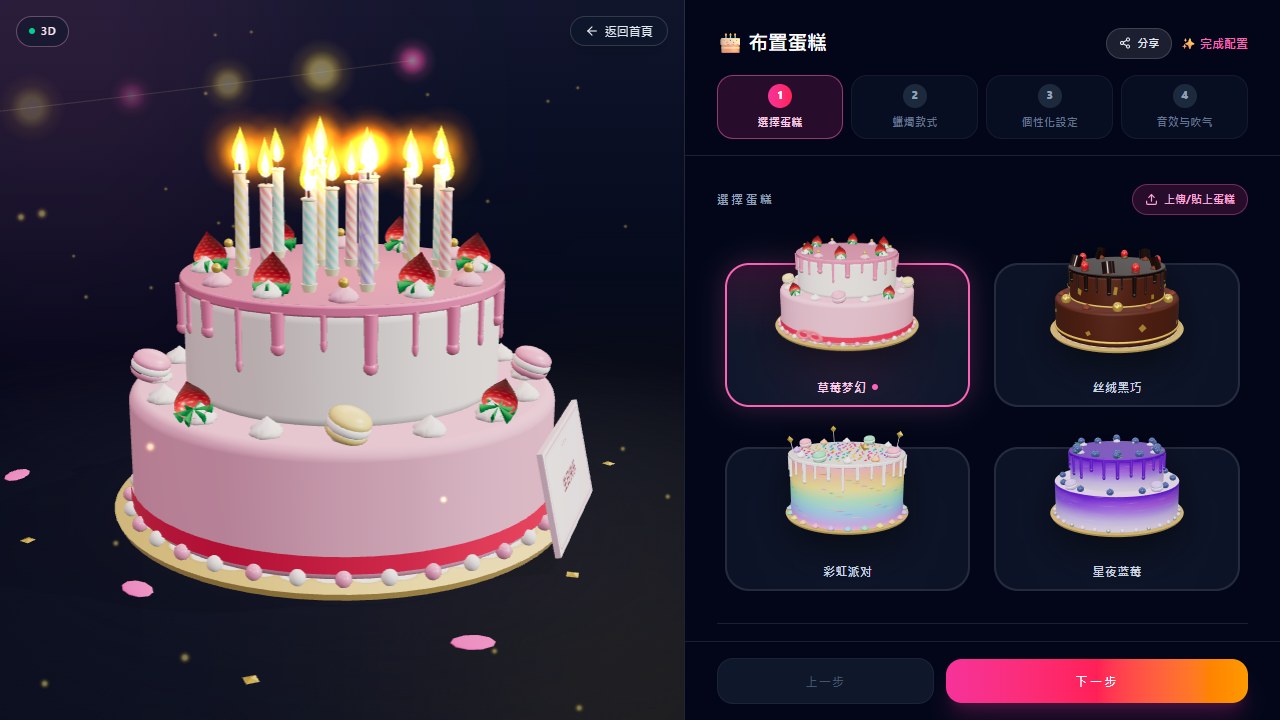 3D
返回首頁
布置蛋糕
分享
完成配置
1
選擇蛋糕
2
蠟燭款式
3
個性化設定
4
音效与吹气
選擇蛋糕
上傳/貼上蛋糕
草莓梦幻
丝绒黑巧
彩虹派对
星夜蓝莓
上一步
下一步